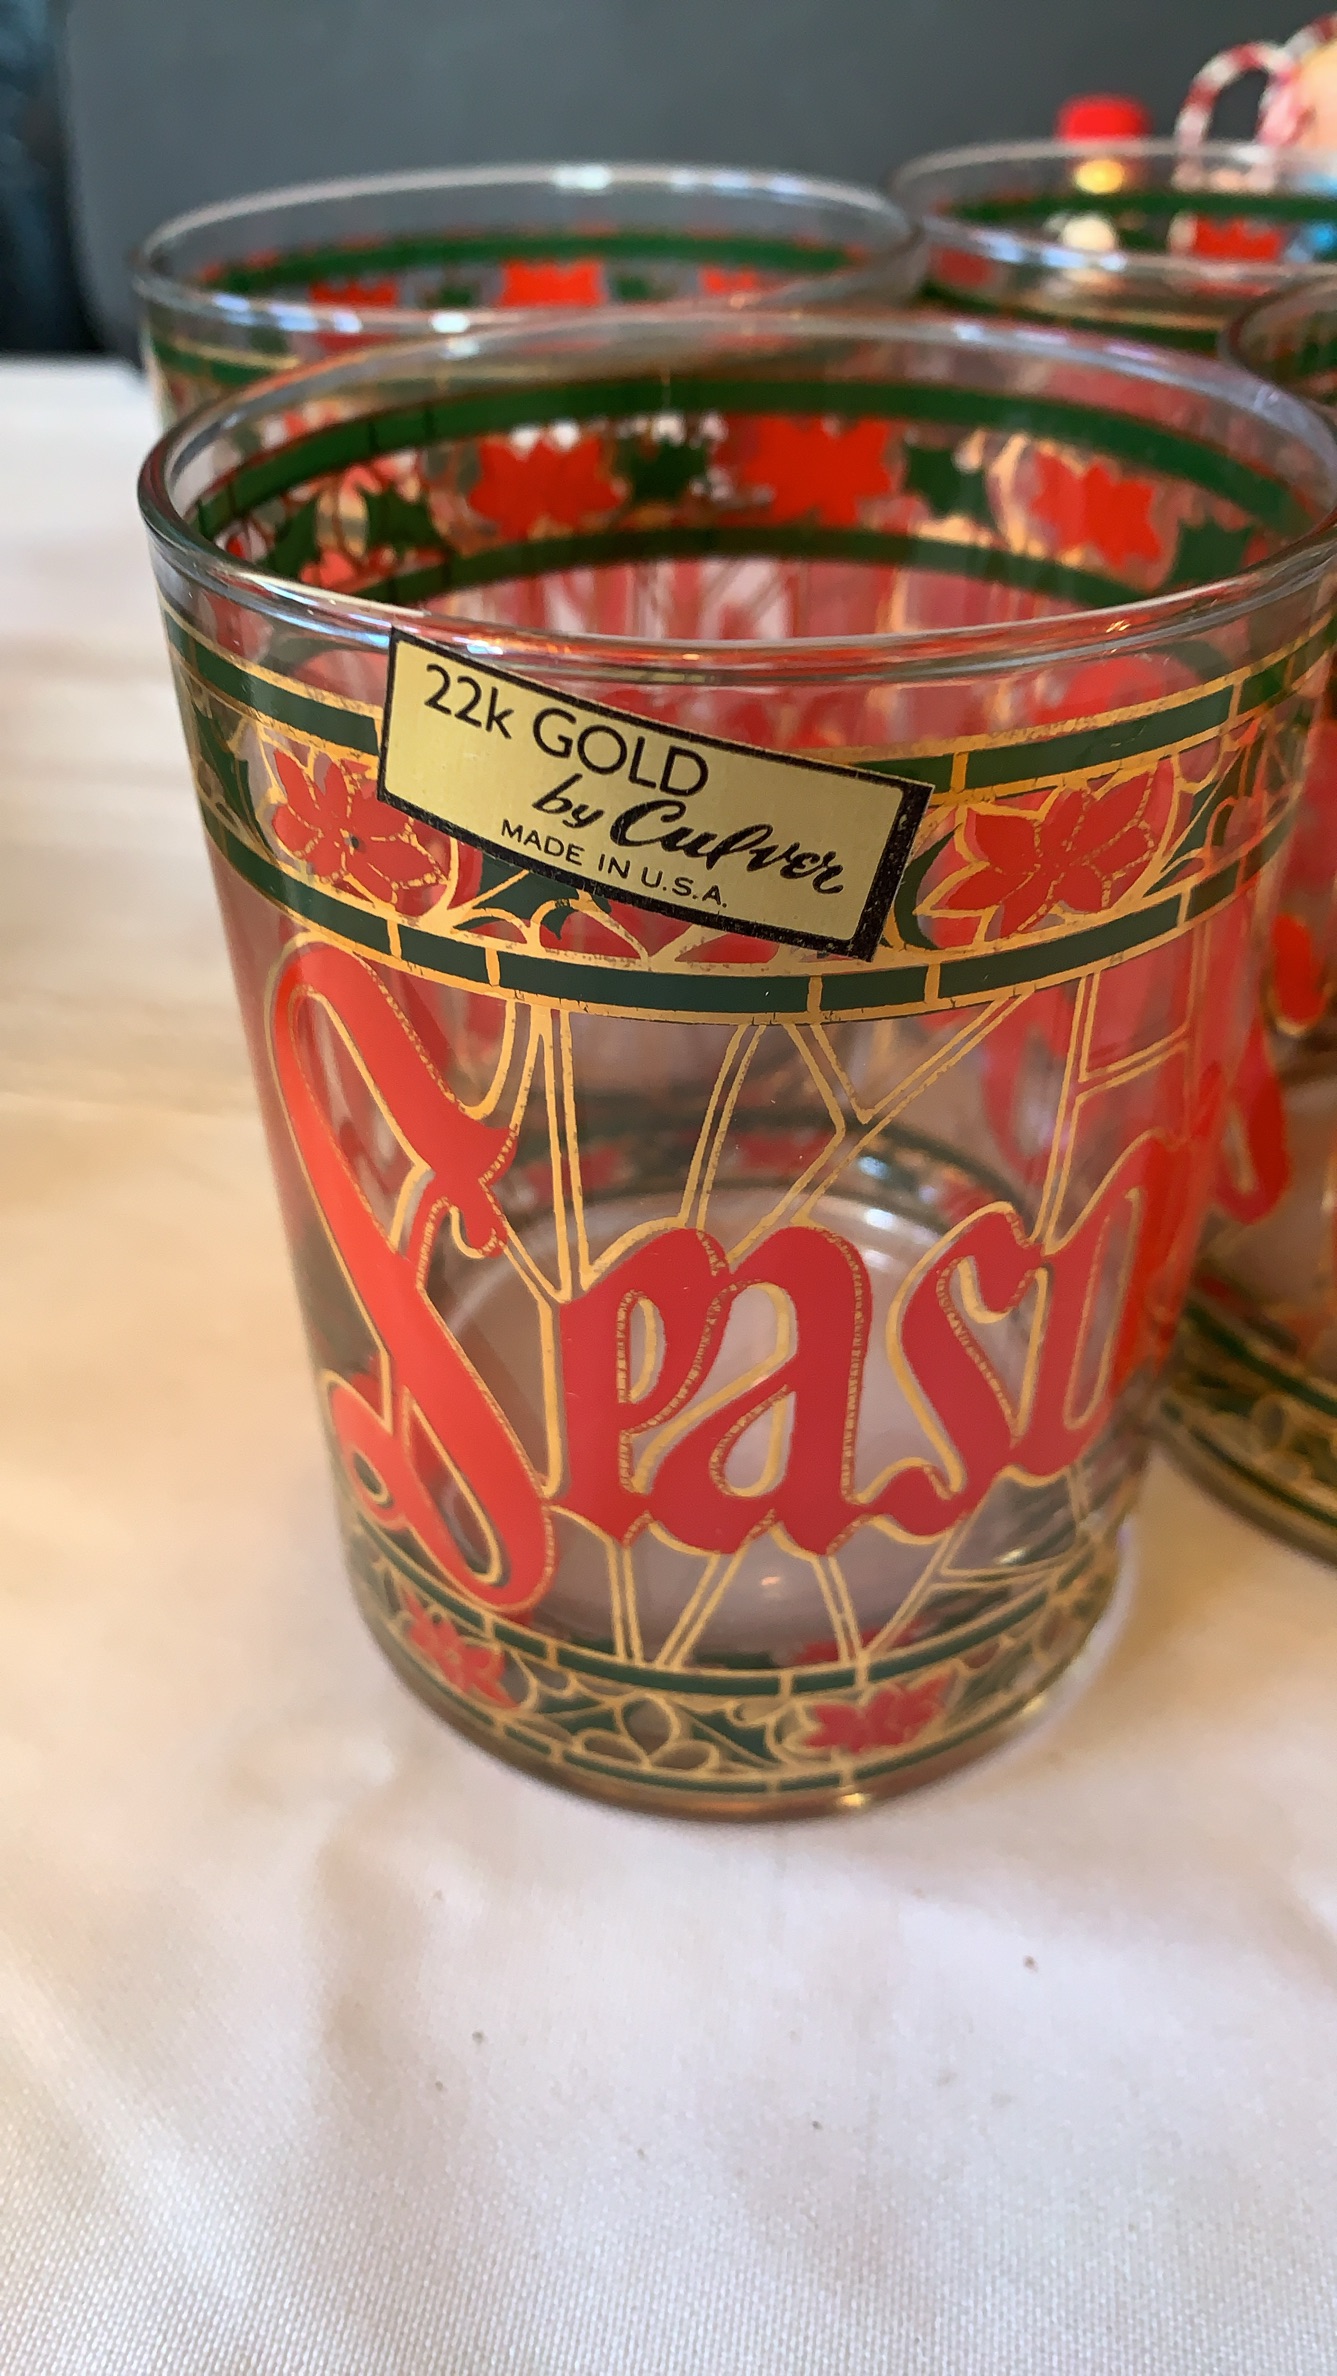 22k GOLD
by Culver
MADE IN U.S.A.
Seaso